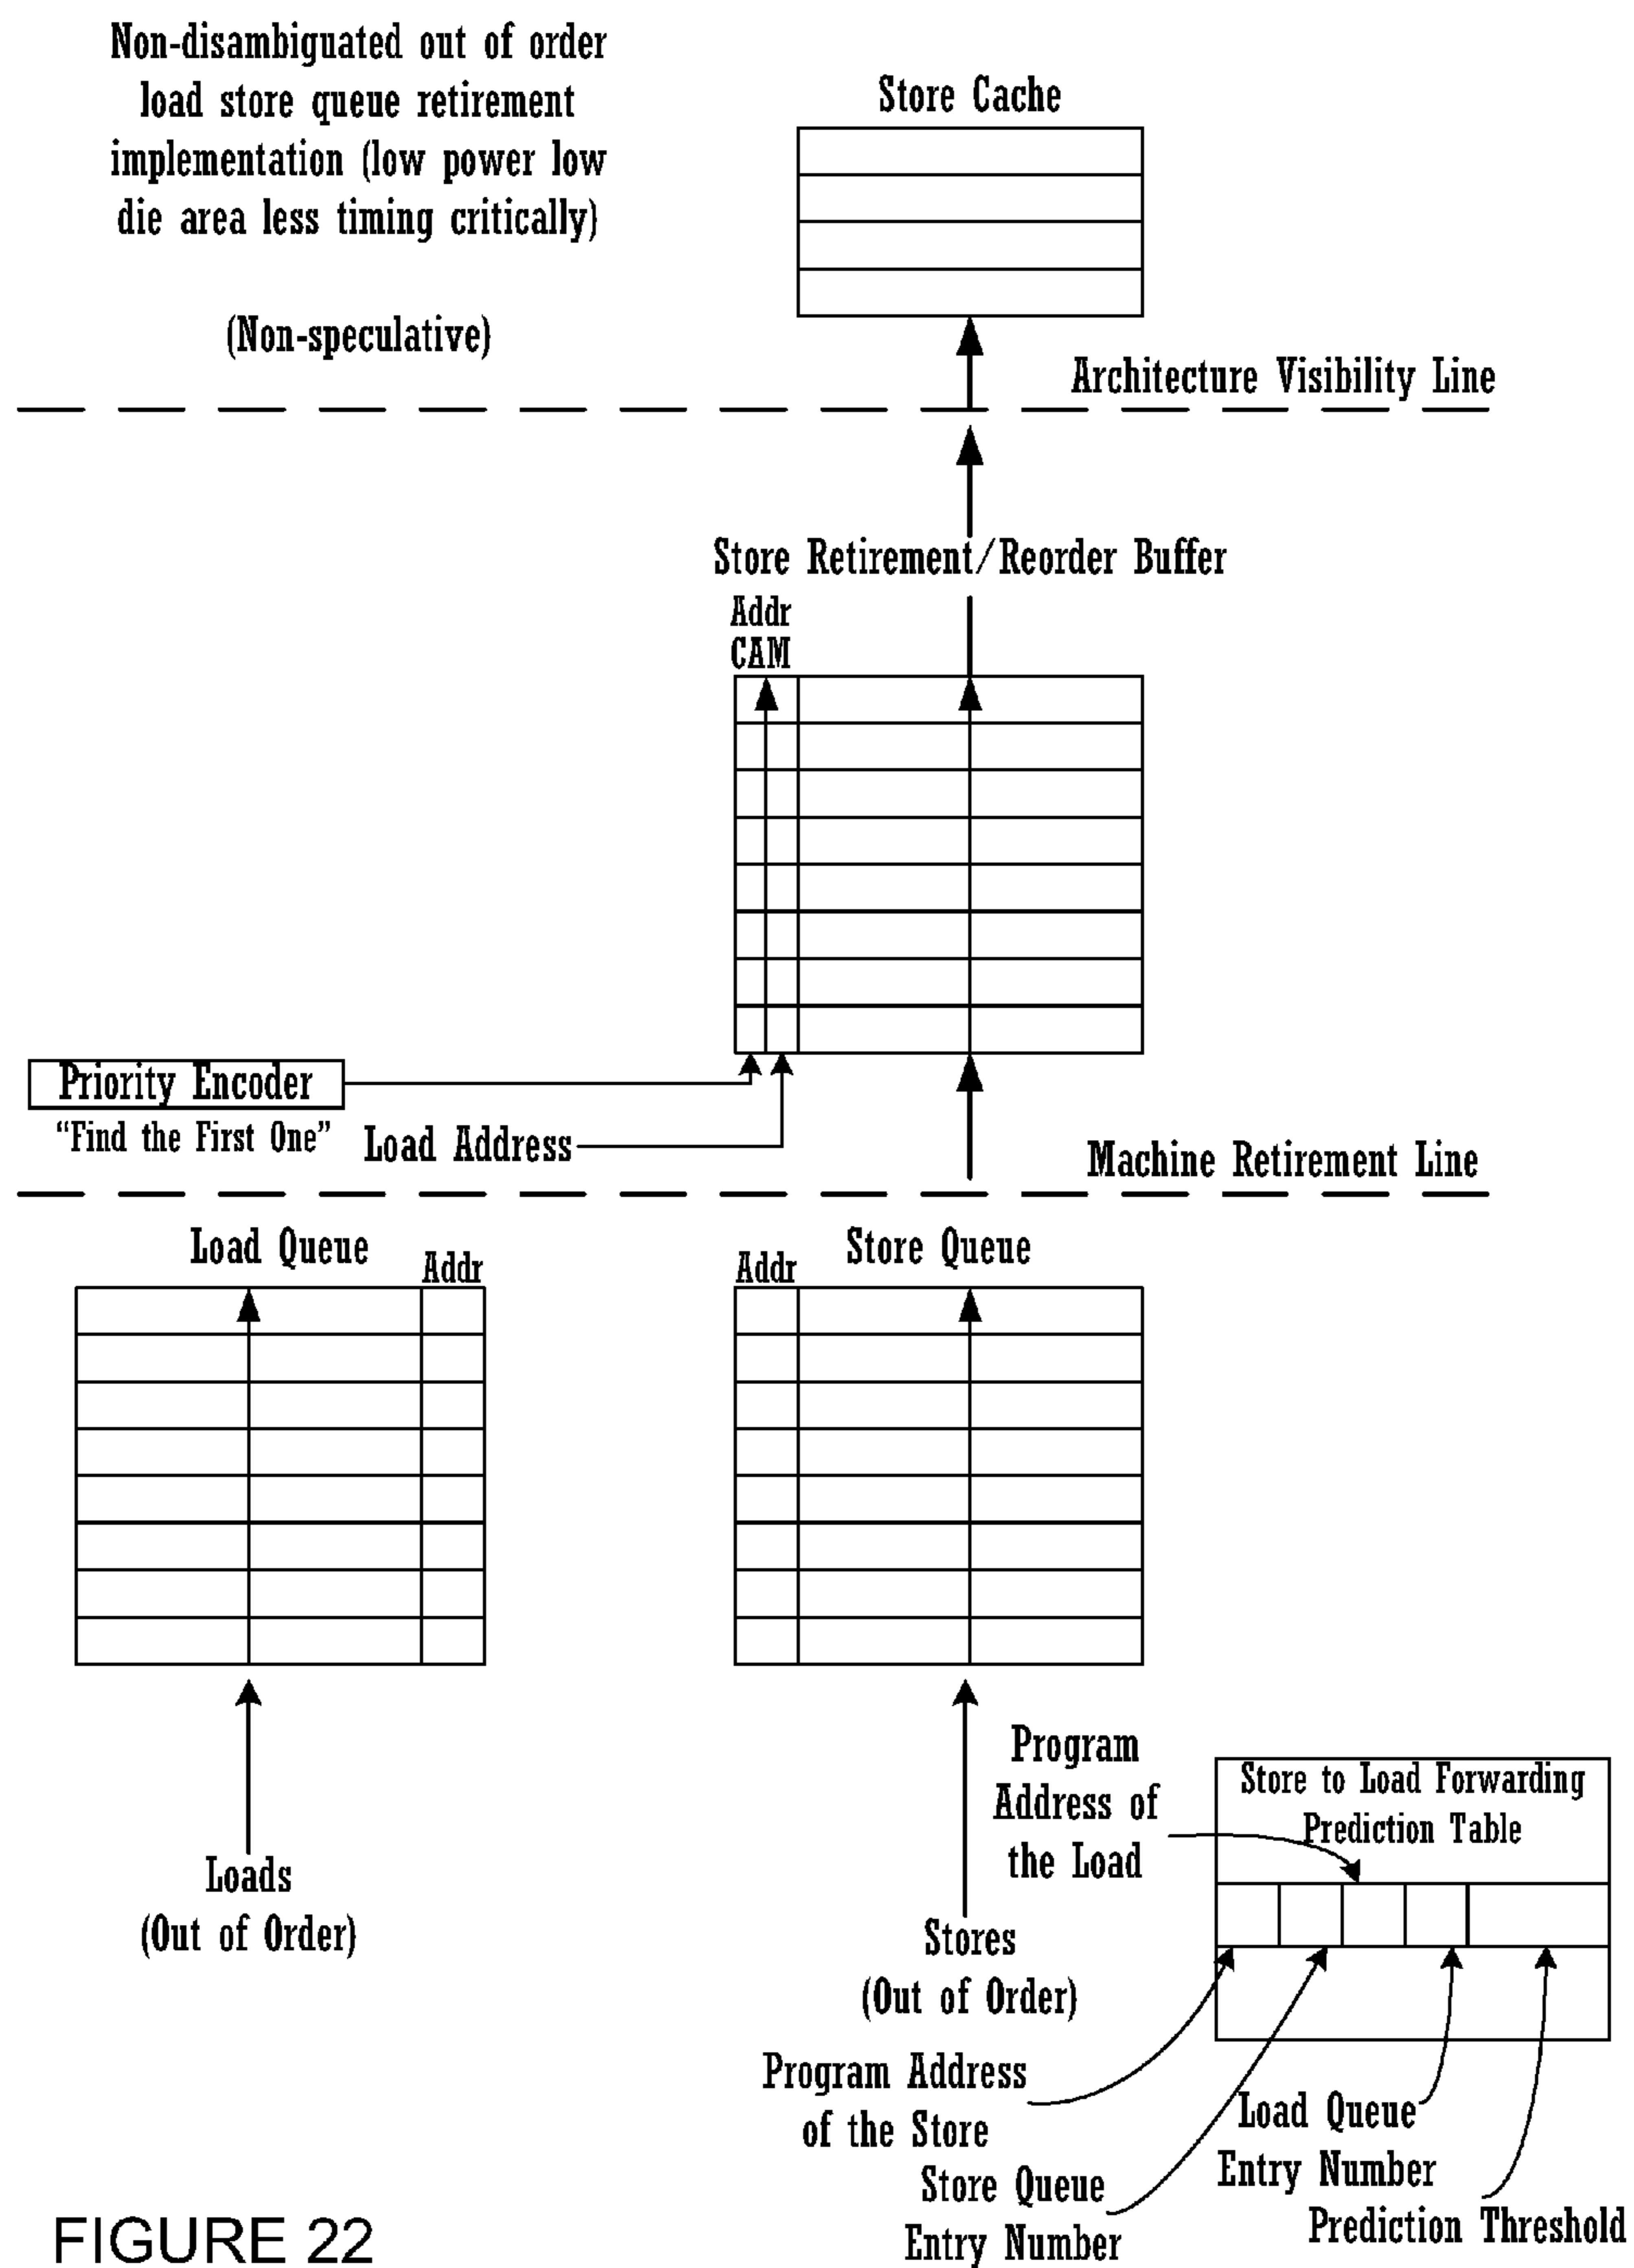 Non-disambiguated out of order
load store queue retirement
implementation (low power low
die area less timing critically)
(Non-speculative)
Store Cache
Architecture Visibility Line
Store Retirement/Reorder Buffer
Addr
CAM
Priority Encoder
“Find the First One”
Load Address
Machine Retirement Line
Load Queue
Addr
Addr
Store Queue
Loads
(Out of Order)
Stores
(Out of Order)
Program
Address of
the Load
Store to Load Forwarding
Prediction Table
Program Address
of the Store
Store Queue
Entry Number
Load Queue
Entry Number
Prediction Threshold
FIGURE 22